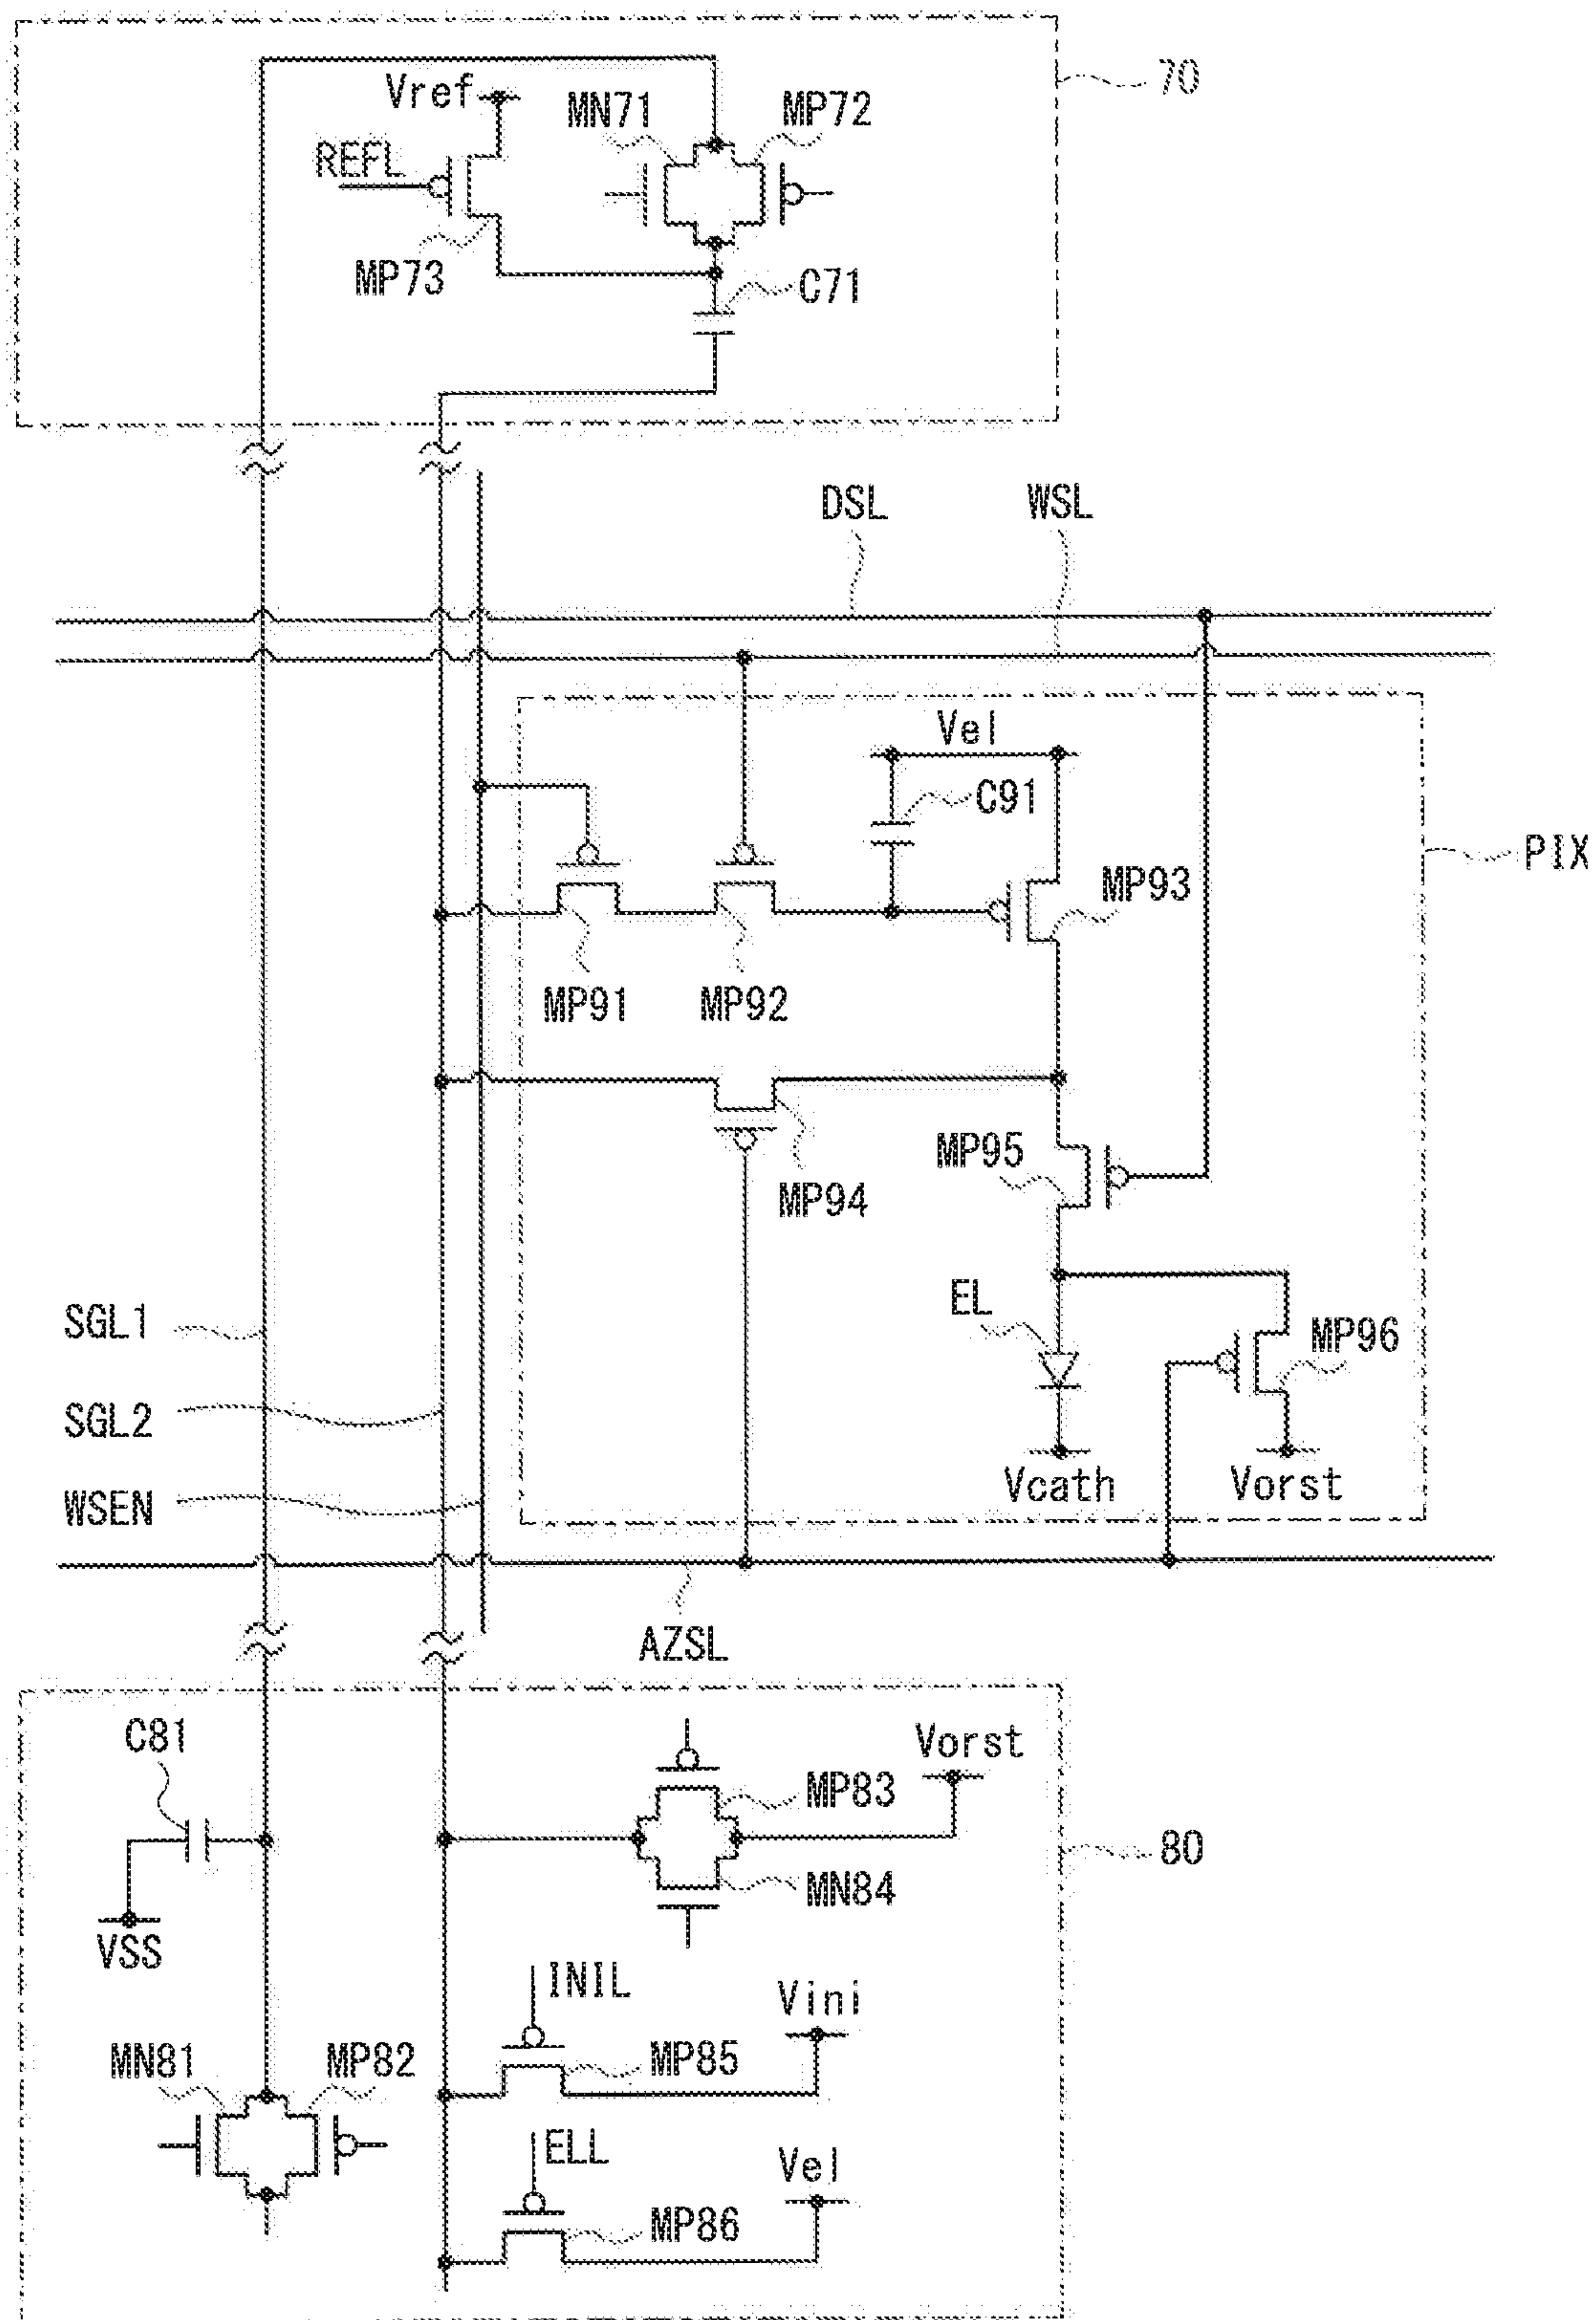 70
Vref
MN71
MP72
REFL
MP73
C71
DSL
WSL
Vel
C91
PIX
MP93
MP91
MP92
MP95
MP94
EL
SGL1
MP96
SGL2
Vcath
Vorst
WSEN
AZSL
C81
Vorst
MP83
80
MN84
VSS
INIL
Vini
MN81
MP82
MP85
ELL
Vel
MP86